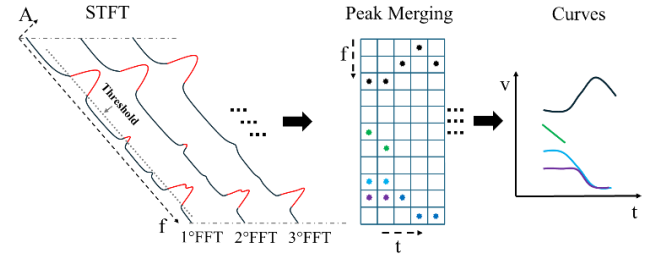 STFT
Peak Merging
Curves
A
f
Threshold
f
1°FFT
2°FFT
3°FFT
t
v
t